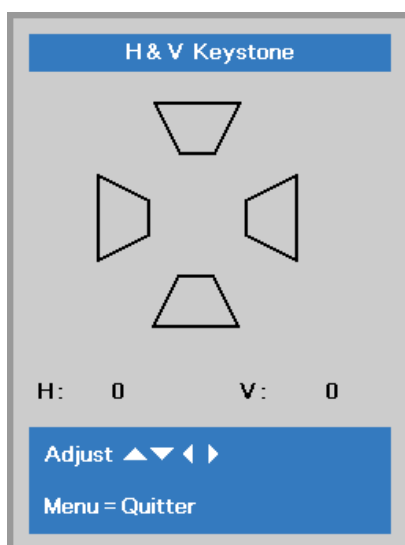 H & V Keystone
H: 0 V: 0
Adjust ▲▼◀▶
Menu = Quitter